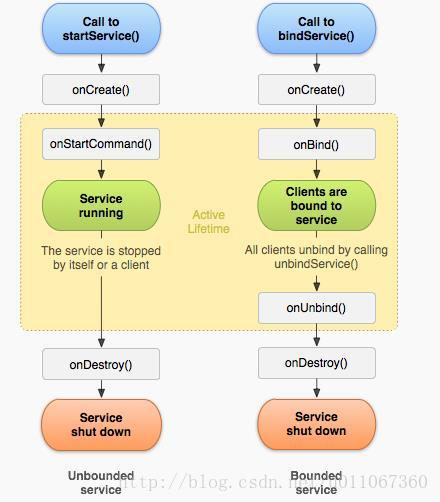 Call to
startService()
onCreate()
onStartCommand()
Service
running
The service is stopped
by itself or a client
onDestroy()
Service
shut down
Unbounded
service
Active
Lifetime
Call to
bindService()
onCreate()
onBind()
Clients are
bound to
service
All clients unbind by calling
unbindService()
onUnbind()
onDestroy()
Service
shut down
Bounded
service
http://blog.csdn.net/u011067360